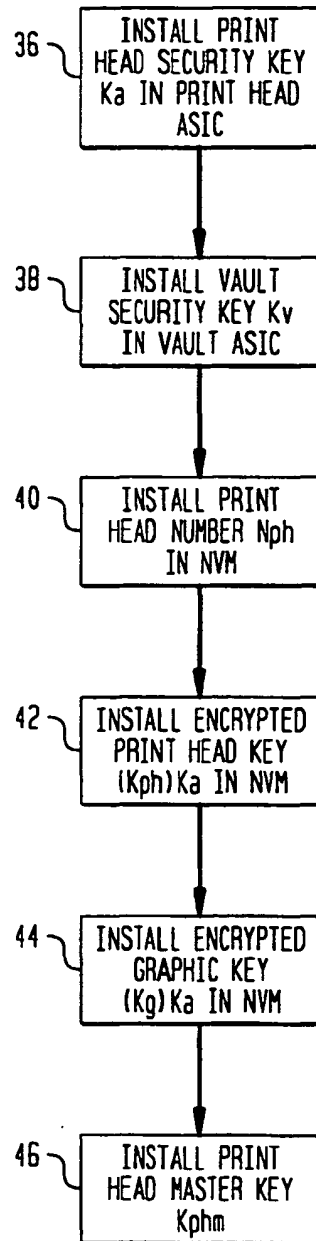 36
INSTALL PRINT
HEAD SECURITY KEY
Ka IN PRINT HEAD
ASIC
38
INSTALL VAULT
SECURITY KEY Kv
IN VAULT ASIC
40
INSTALL PRINT
HEAD NUMBER Nph
IN NVM
42
INSTALL ENCRYPTED
PRINT HEAD KEY
(Kph)Ka IN NVM
44
INSTALL ENCRYPTED
GRAPHIC KEY
(Kg)Ka IN NVM
46
INSTALL PRINT
HEAD MASTER KEY
Kphm